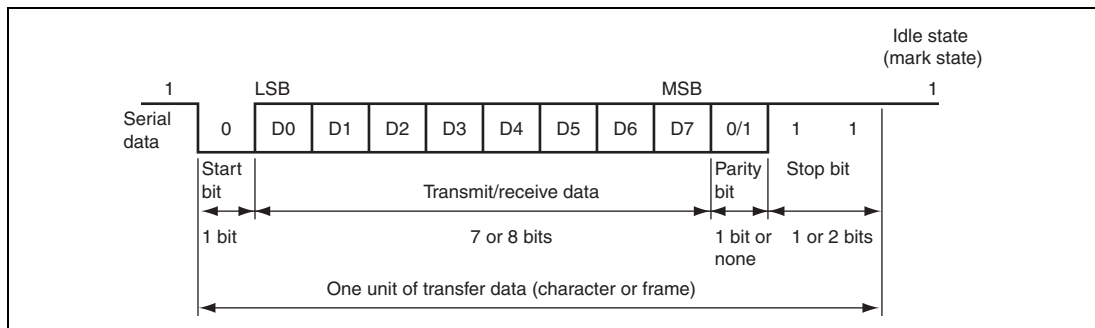 Idle state
(mark state)
1 LSB MSB 1
Serial
data
0 D0 D1 D2 D3 D4 D5 D6 D7 0/1 1 1
Start
bit
Transmit/receive data
Parity
bit
Stop bit
1 bit
7 or 8 bits
1 bit or
none
1 or 2 bits
One unit of transfer data (character or frame)